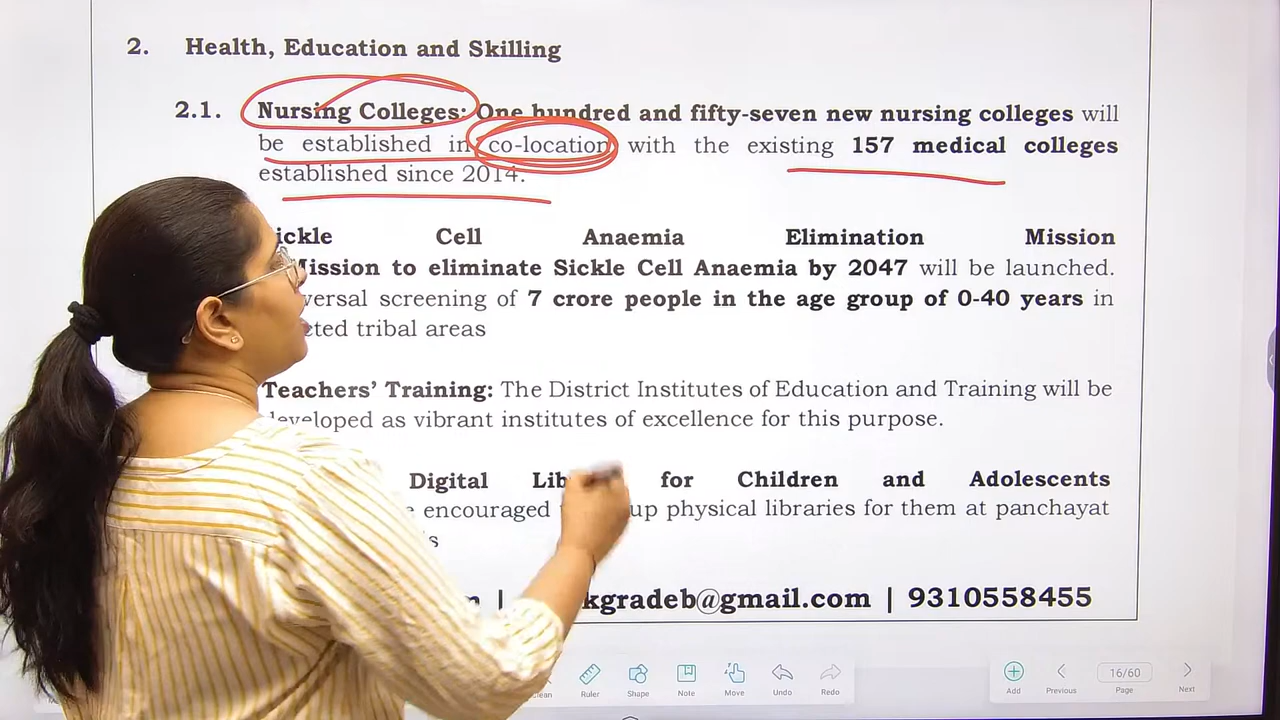 2. Health, Education and Skilling
2.1. Nursing Colleges: One hundred and fifty-seven new nursing colleges will
be established in co-location with the existing 157 medical colleges
established since 2014.
ickle Cell Anaemia Elimination Mission
Mission to eliminate Sickle Cell Anaemia by 2047 will be launched.
versal screening of 7 crore people in the age group of 0-40 years in
cted tribal areas
Teachers' Training: The District Institutes of Education and Training will be
developed as vibrant institutes of excellence for this purpose.
Digital Lib for Children and Adolescents
encouraged up physical libraries for them at panchayat
s
| kgradeb@gmail.com | 9310558455
Ruler Shape Note Move Undo Redo
Add Previous 16/60 Page Next